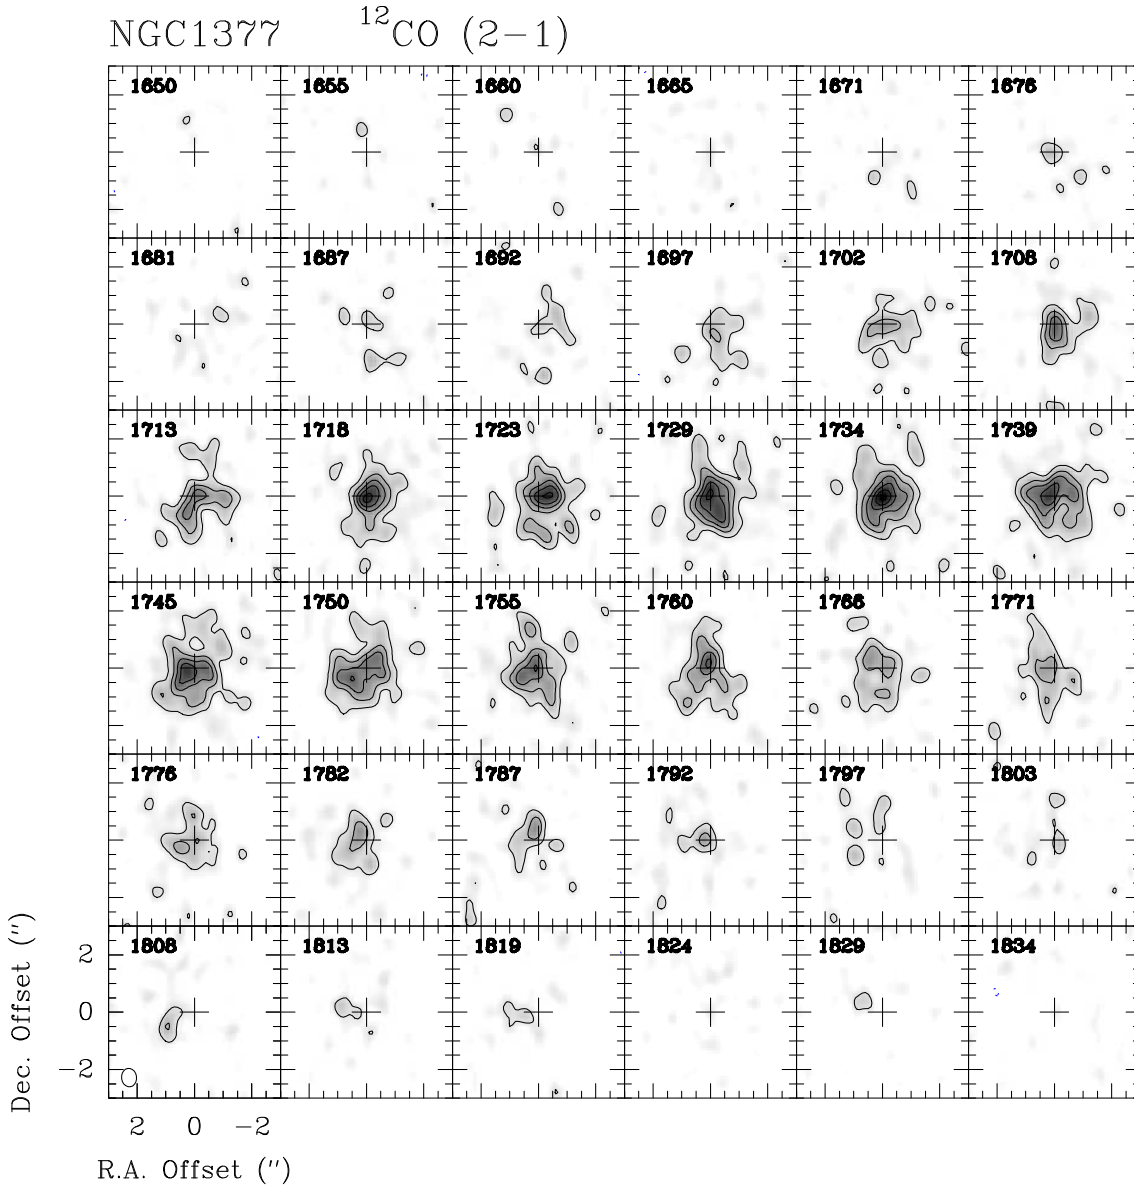 NGC1377 ¹²CO (2−1)
1650 1655 1660 1665 1671 1676
1681 1687 1692 1697 1702 1708
1713 1718 1723 1729 1734 1739
1745 1750 1755 1760 1766 1771
1776 1782 1787 1792 1797 1803
1808 1813 1819 1824 1829 1834
2
0
−2
Dec. Offset (″)
2 0 −2
R.A. Offset (″)